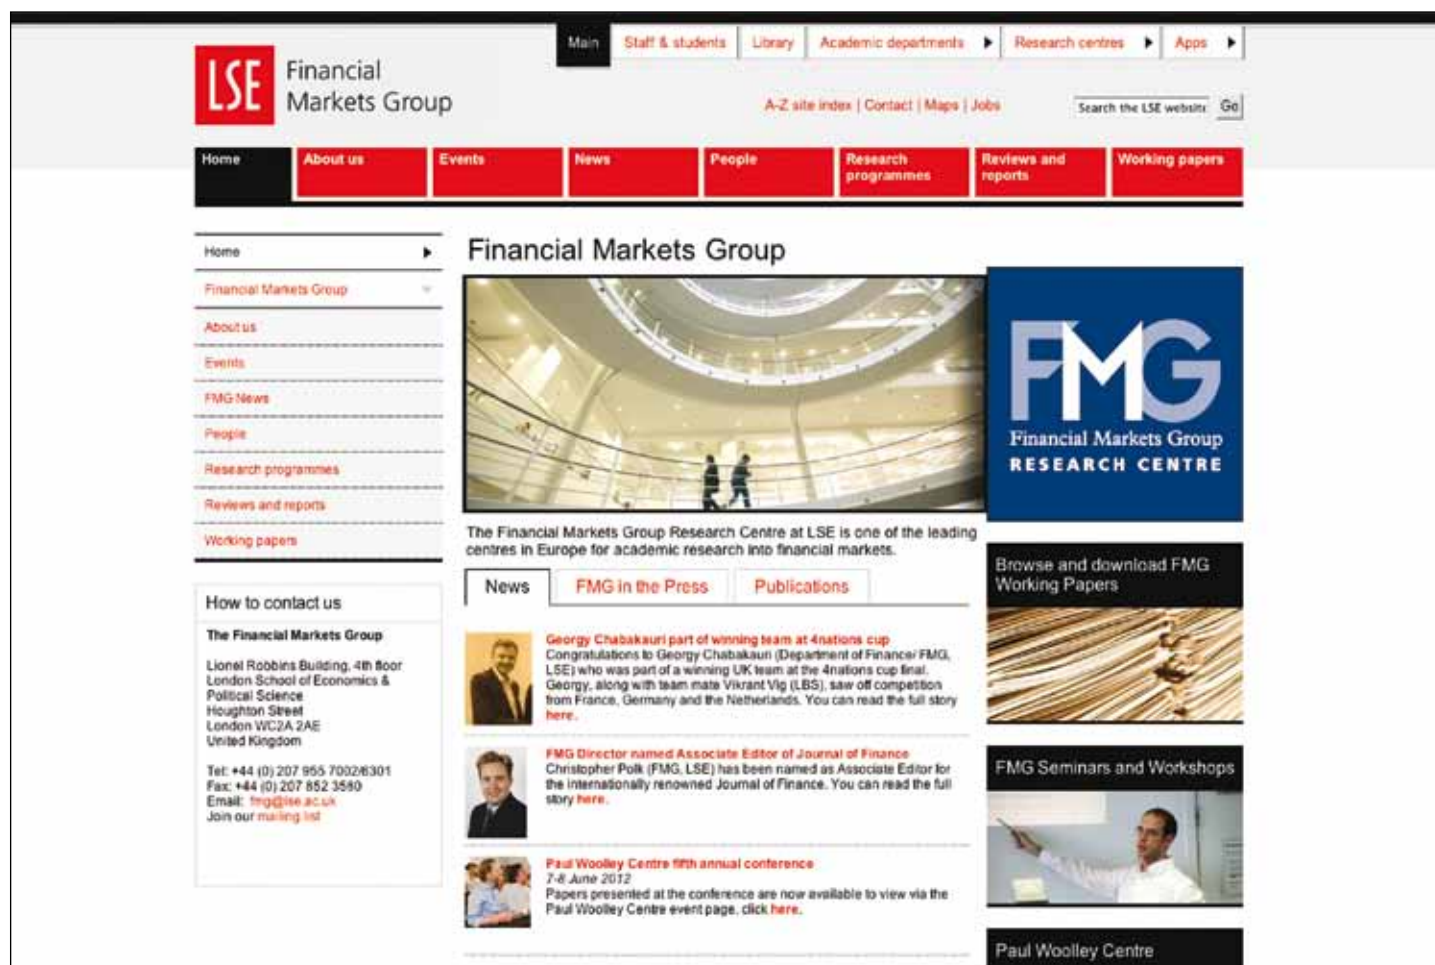 Main
Staff & students
Library
Academic departments
Research centres
Apps
LSE
Financial
Markets Group
A-Z site index | Contact | Maps | Jobs
Search the LSE website
Go
Home
About us
Events
News
People
Research
programmes
Reviews and
reports
Working papers
Home
Financial Markets Group
About us
Events
FMG News
People
Research programmes
Reviews and reports
Working papers
How to contact us
The Financial Markets Group
Lionel Robbins Building, 4th floor
London School of Economics &
Political Science
Houghton Street
London WC2A 2AE
United Kingdom
Tel: +44 (0) 207 955 7002/6301
Fax: +44 (0) 207 852 3580
Email: fmg@lse.ac.uk
Join our mailing list
Financial Markets Group
The Financial Markets Group Research Centre at LSE is one of the leading
centres in Europe for academic research into financial markets.
News
FMG in the Press
Publications
Georgy Chabakauri part of winning team at 4nations cup
Congratulations to Georgy Chabakauri (Department of Finance/ FMG,
LSE) who was part of a winning UK team at the 4nations cup final.
Georgy, along with team mate Vikrant Vig (LBS), saw off competition
from France, Germany and the Netherlands. You can read the full story
here.
FMG Director named Associate Editor of Journal of Finance
Christopher Polk (FMG, LSE) has been named as Associate Editor for
the internationally renowned Journal of Finance. You can read the full
story here.
Paul Woolley Centre fifth annual conference
7-8 June 2012
Papers presented at the conference are now available to view via the
Paul Woolley Centre event page, click here.
FMG
Financial Markets Group
RESEARCH CENTRE
Browse and download FMG
Working Papers
FMG Seminars and Workshops
Paul Woolley Centre